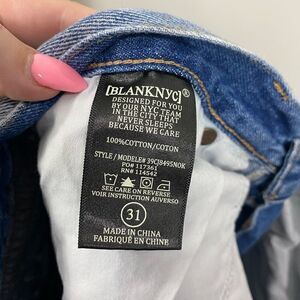 [BLANKNYC]®
DESIGNED FOR
YOU BY
OUR NYC TEAM
IN THE CITY THAT
NEVER SLEEPS
BECAUSE WE CARE
100%COTTON/COTON
STYLE / MODELE# 39CJ8495NOK
PO# 11736
RN# 114542
SEE CARE ON REVERSE
VOIR INSTRUCTION AUVERSO
31
MADE IN CHINA
FABRIQUÉ EN CHINE